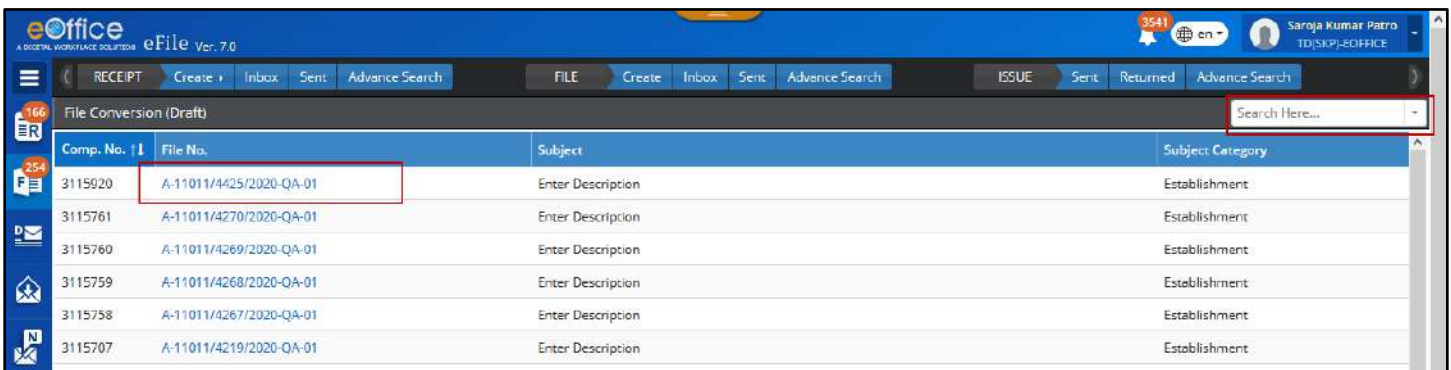 eOffice
A DIGITAL WORKPLACE SOLUTION eFile Ver. 7.0
3541 en Saroja Kumar Patro
TD(SKP)-EOFFICE
RECEIPT Create Inbox Sent Advance Search FILE Create Inbox Sent Advance Search ISSUE Sent Returned Advance Search
166 R File Conversion (Draft) Search Here...
Comp. No. File No. Subject Subject Category
254 F 3115920 A-11011/4425/2020-QA-01 Enter Description Establishment
3115761 A-11011/4270/2020-QA-01 Enter Description Establishment
D 3115760 A-11011/4269/2020-QA-01 Enter Description Establishment
3115759 A-11011/4268/2020-QA-01 Enter Description Establishment
3115758 A-11011/4267/2020-QA-01 Enter Description Establishment
N 3115707 A-11011/4219/2020-QA-01 Enter Description Establishment